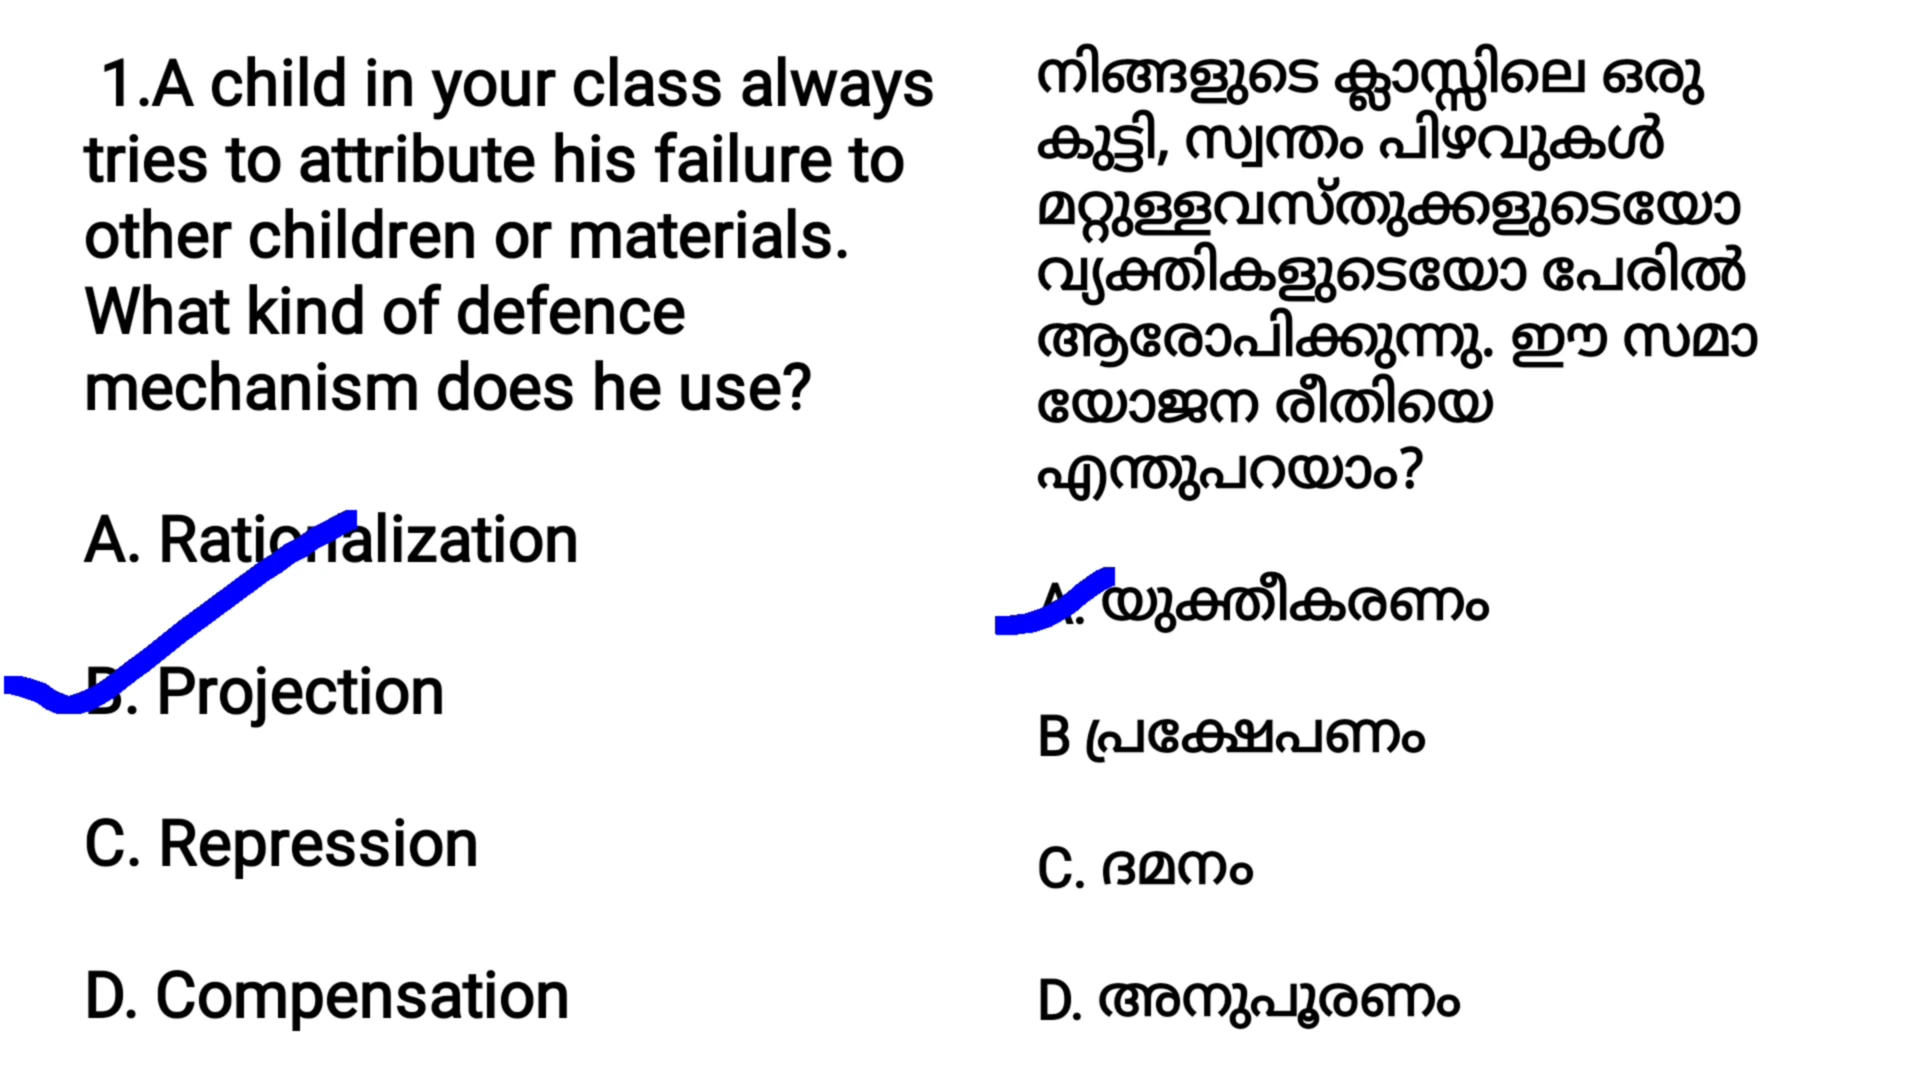 1.A child in your class always
tries to attribute his failure to
other children or materials.
What kind of defence
mechanism does he use?
A. Rationalization
B. Projection
C. Repression
D. Compensation
നിങ്ങളുടെ ക്ലാസ്സിലെ ഒരു
കുട്ടി, സ്വന്തം പിഴവുകൾ
മറ്റുള്ളവസ്തുക്കളുടെയോ
വ്യക്തികളുടെയോ പേരിൽ
ആരോപിക്കുന്നു. ഈ സമാ
യോജന രീതിയെ
എന്തുപറയാം?
A. യുക്തീകരണം
B പ്രക്ഷേപണം
C. ദമനം
D. അനുപൂരണം